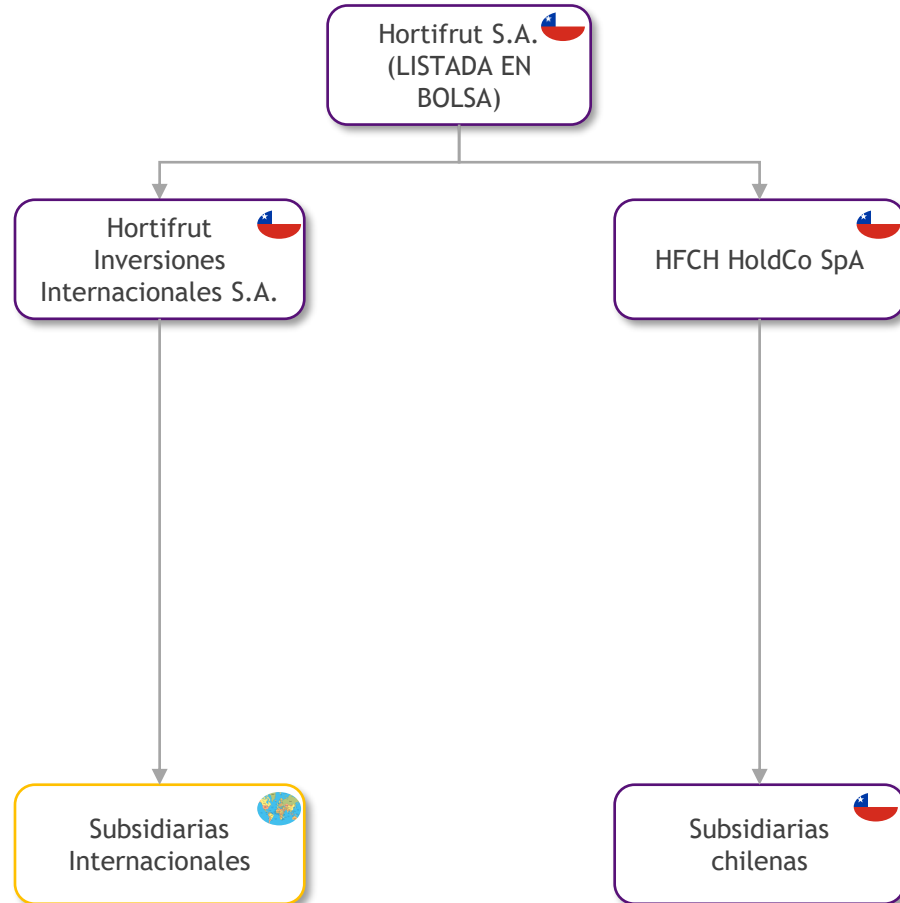 Hortifrut S.A.
(LISTADA EN
BOLSA)
Hortifrut
Inversiones
Internacionales S.A.
HFCH HoldCo SpA
Subsidiarias
Internacionales
Subsidiarias
chilenas